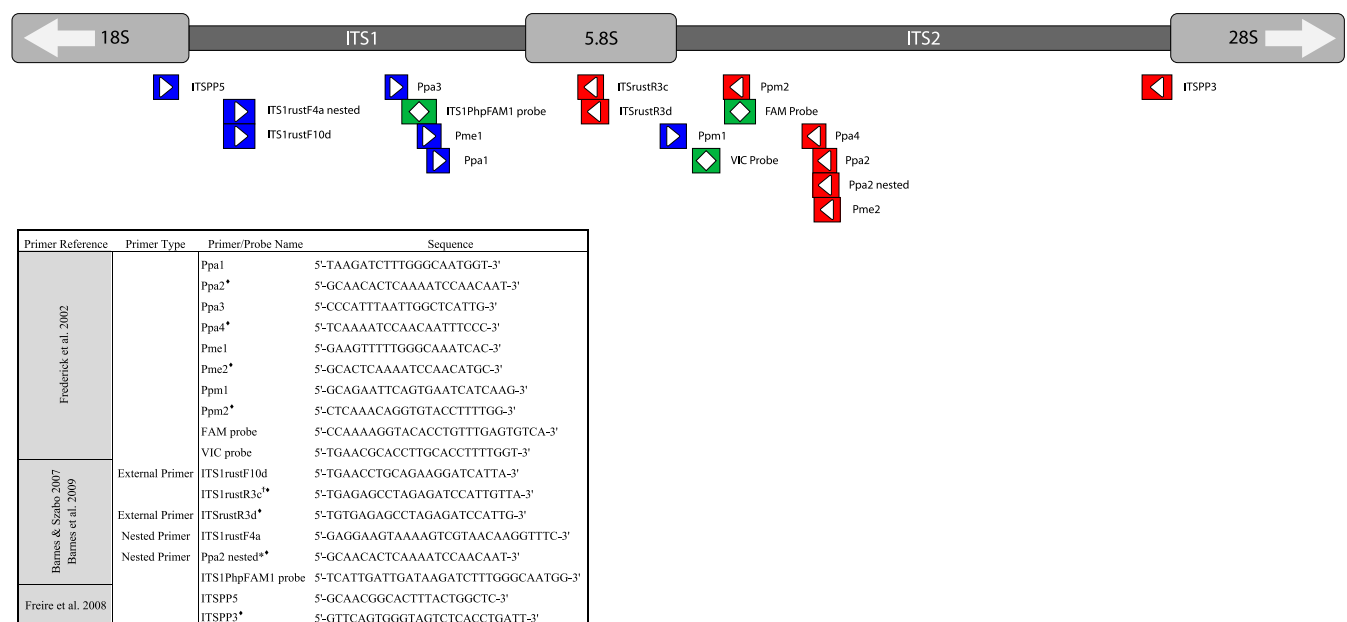 18S ITS1 5.8S ITS2 28S
ITSPP5 Ppa3 ITSrustR3c Ppm2 ITSPP3
ITS1rustF4a nested ITS1PhpFAM1 probe ITSrustR3d FAM Probe
ITS1rustF10d Pme1 Ppm1 Ppa4
Ppa1 VIC Probe Ppa2
Ppa2 nested
Pme2
Primer Reference Primer Type Primer/Probe Name Sequence
Frederick et al. 2002
Ppa1 5'-TAAGATCTTTGGGCAATGGT-3'
Ppa2♦ 5'-GCAACACTCAAAATCCAACAAT-3'
Ppa3 5'-CCCATTTAATTGGCTCATTG-3'
Ppa4♦ 5'-TCAAAATCCAACAATTTCCC-3'
Pme1 5'-GAAGTTTTTGGGCAAATCAC-3'
Pme2♦ 5'-GCACTCAAAATCCAACATGC-3'
Ppm1 5'-GCAGAATTCAGTGAATCATCAAG-3'
Ppm2♦ 5'-CTCAAACAGGTGTACCTTTTGG-3'
FAM probe 5'-CCAAAAGGTACACCTGTTTGAGTGTCA-3'
VIC probe 5'-TGAACGCACCTTGCACCTTTTGGT-3'
Barnes & Szabo 2007
Barnes et al. 2009
External Primer ITS1rustF10d 5'-TGAACCTGCAGAAGGATCATTA-3'
ITS1rustR3c†♦ 5'-TGAGAGCCTAGAGATCCATTGTTA-3'
External Primer ITSrustR3d♦ 5'-TGTGAGAGCCTAGAGATCCATTG-3'
Nested Primer ITS1rustF4a 5'-GAGGAAGTAAAAGTCGTAACAAGGTTTC-3'
Nested Primer Ppa2 nested*♦ 5'-GCAACACTCAAAATCCAACAAT-3'
ITS1PhpFAM1 probe 5'-TCATTGATTGATAAGATCTTTGGGCAATGG-3'
Freire et al. 2008
ITSPP5 5'-GCAACGGCACTTTACTGGCTC-3'
ITSPP3♦ 5'-GTTCAGTGGGTAGTCTCACCTGATT-3'